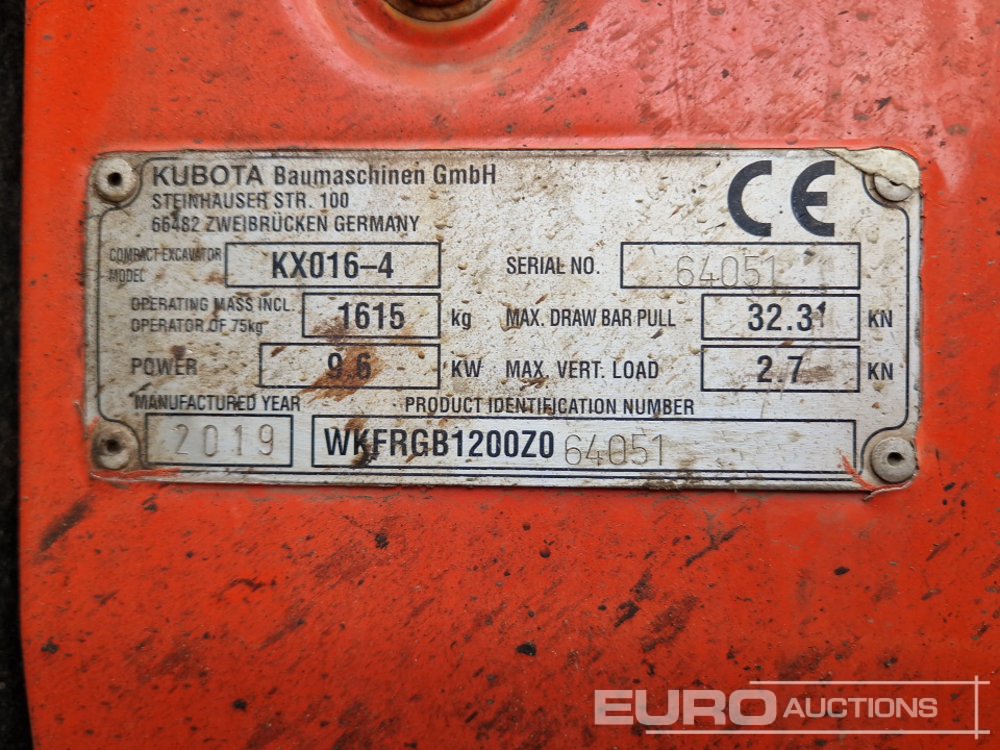 KUBOTA Baumaschinen GmbH
STEINHAUSER STR. 100
66482 ZWEIBRÜCKEN GERMANY
CE
COMPACT EXCAVATOR MODEL KX016-4 SERIAL NO. 64051
OPERATING MASS INCL. OPERATOR OF 75kg 1615 kg MAX. DRAW BAR PULL 32.3 KN
POWER 9.6 KW MAX. VERT. LOAD 2.7 KN
MANUFACTURED YEAR PRODUCT IDENTIFICATION NUMBER
2019 WKFRGB1200Z064051
EURO AUCTIONS